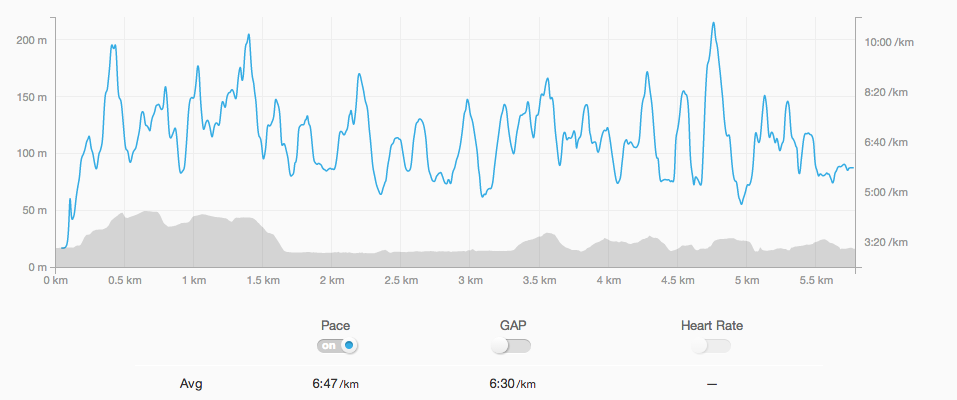 200 m
150 m
100 m
50 m
0 m
10:00 /km
8:20 /km
6:40 /km
5:00 /km
3:20 /km
0 km 0.5 km 1 km 1.5 km 2 km 2.5 km 3 km 3.5 km 4 km 4.5 km 5 km 5.5 km
Pace GAP Heart Rate
on
Avg 6:47 /km 6:30 /km —